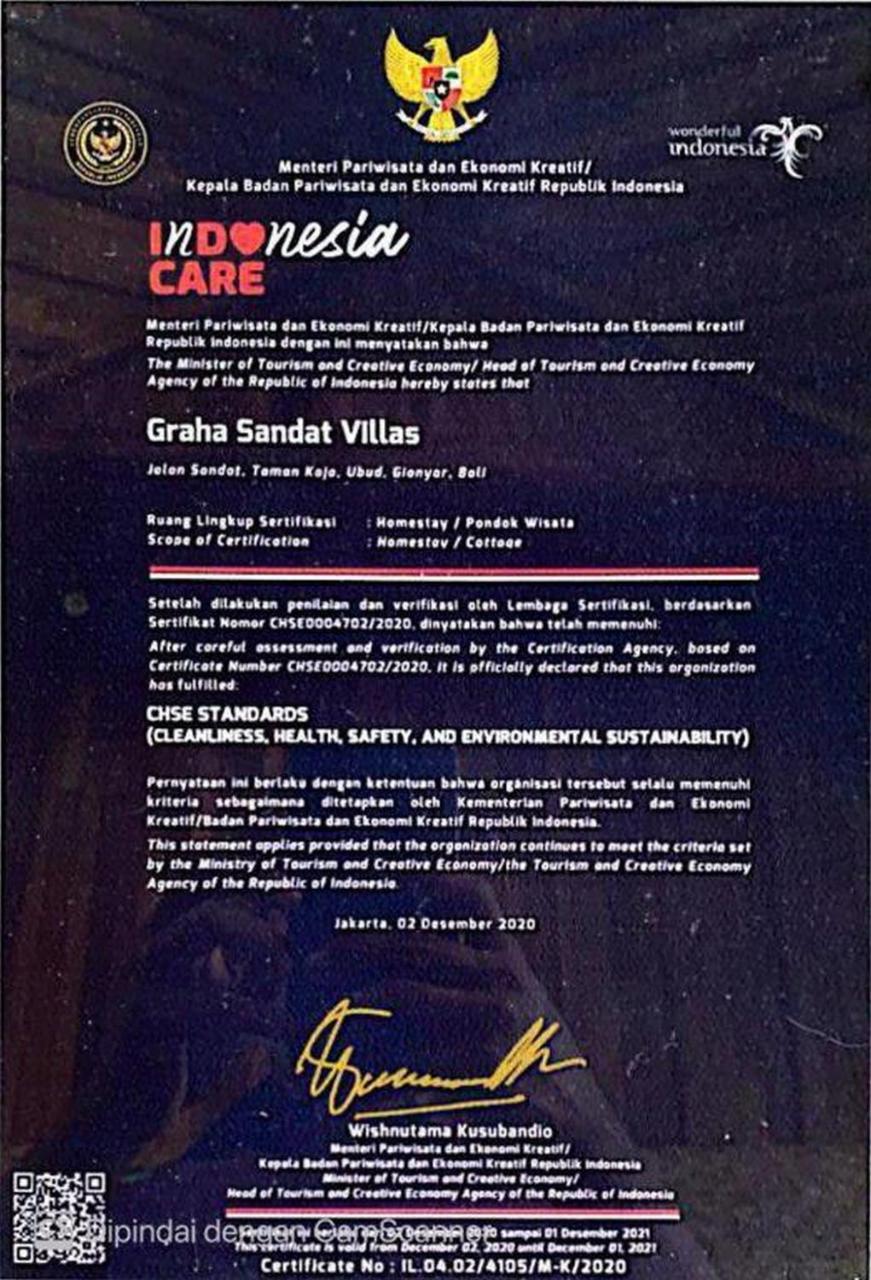 wonderful
indonesia
Menteri Pariwisata dan Ekonomi Kreatif/
Kepala Badan Pariwisata dan Ekonomi Kreatif Republik Indonesia
INDonesia
CARE
Menteri Pariwisata dan Ekonomi Kreatif/Kepala Badan Pariwisata dan Ekonomi Kreatif
Republik Indonesia dengan ini menyatakan bahwa
The Minister of Tourism and Creative Economy/ Head of Tourism and Creative Economy
Agency of the Republic of Indonesia hereby states that
Graha Sandat VIllas
Jalan Sandat, Taman Kaja, Ubud, Gianyar, Bali
Ruang Lingkup Sertifikasi : Homestay / Pondok Wisata
Scope of Certification : Homestay / Cottage
Setelah dilakukan penilaian dan verifikasi oleh Lembaga Sertifikasi, berdasarkan
Sertifikat Nomor CHSE0004702/2020, dinyatakan bahwa telah memenuhi:
After careful assessment and verification by the Certification Agency, based on
Certificate Number CHSE0004702/2020, it is officially declared that this organization
has fulfilled:
CHSE STANDARDS
(CLEANLINESS, HEALTH, SAFETY, AND ENVIRONMENTAL SUSTAINABILITY)
Pernyataan ini berlaku dengan ketentuan bahwa organisasi tersebut selalu memenuhi
kriteria sebagaimana ditetapkan oleh Kementerian Pariwisata dan Ekonomi
Kreatif/Badan Pariwisata dan Ekonomi Kreatif Republik Indonesia.
This statement applies provided that the organization continues to meet the criteria set
by the Ministry of Tourism and Creative Economy/the Tourism and Creative Economy
Agency of the Republic of Indonesia.
Jakarta, 02 Desember 2020
Wishnutama Kusubandio
Menteri Pariwisata dan Ekonomi Kreatif/
Kepala Badan Pariwisata dan Ekonomi Kreatif Republik Indonesia
Minister of Tourism and Creative Economy/
Head of Tourism and Creative Economy Agency of the Republic of Indonesia
sampai 01 Desember 2021
This certificate is valid from December 02, 2020 until December 01, 2021
Dipindai dengan CamScanner
Certificate No : IL.04.02/4105/M-K/2020